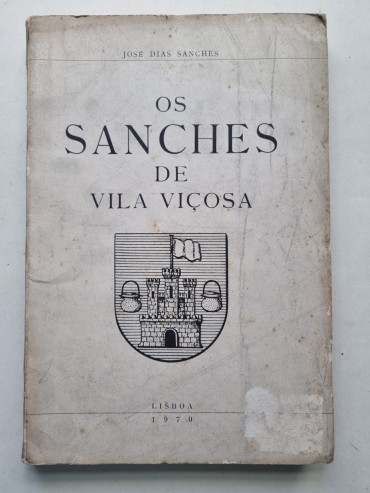 JOSÉ DIAS SANCHES
OS
SANCHES
DE
VILA VIÇOSA
LISBOA
1970